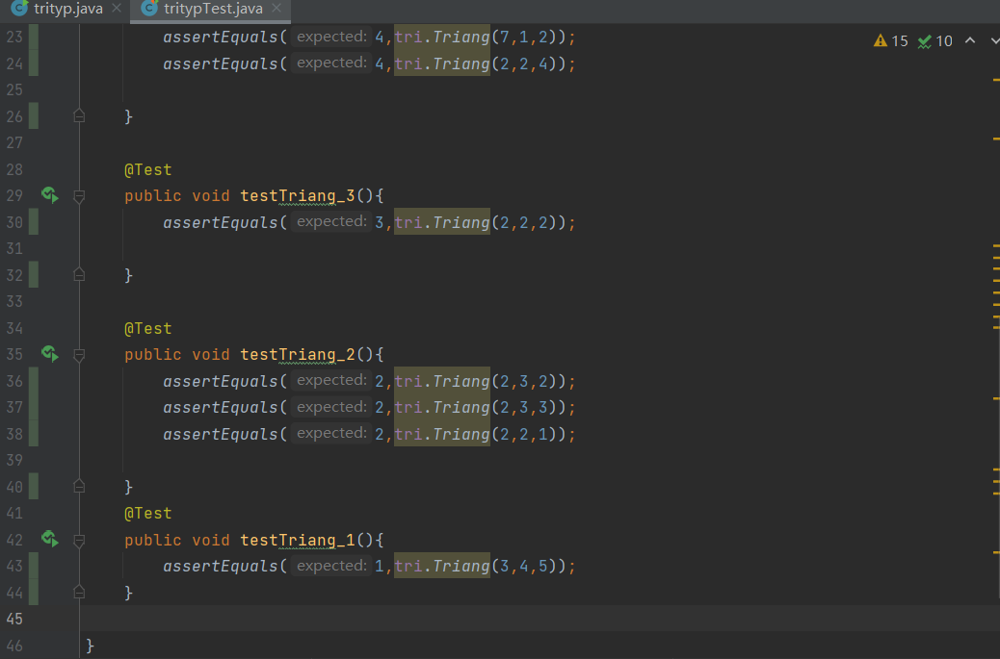 trityp.java tritypTest.java
23 assertEquals( expected: 4,tri.Triang(7,1,2)); 15 10
24 assertEquals( expected: 4,tri.Triang(2,2,4));
25
26 }
27
28 @Test
29 public void testTriang_3(){
30 assertEquals( expected: 3,tri.Triang(2,2,2));
31
32 }
33
34 @Test
35 public void testTriang_2(){
36 assertEquals( expected: 2,tri.Triang(2,3,2));
37 assertEquals( expected: 2,tri.Triang(2,3,3));
38 assertEquals( expected: 2,tri.Triang(2,2,1));
39
40 }
41 @Test
42 public void testTriang_1(){
43 assertEquals( expected: 1,tri.Triang(3,4,5));
44 }
45
46 }